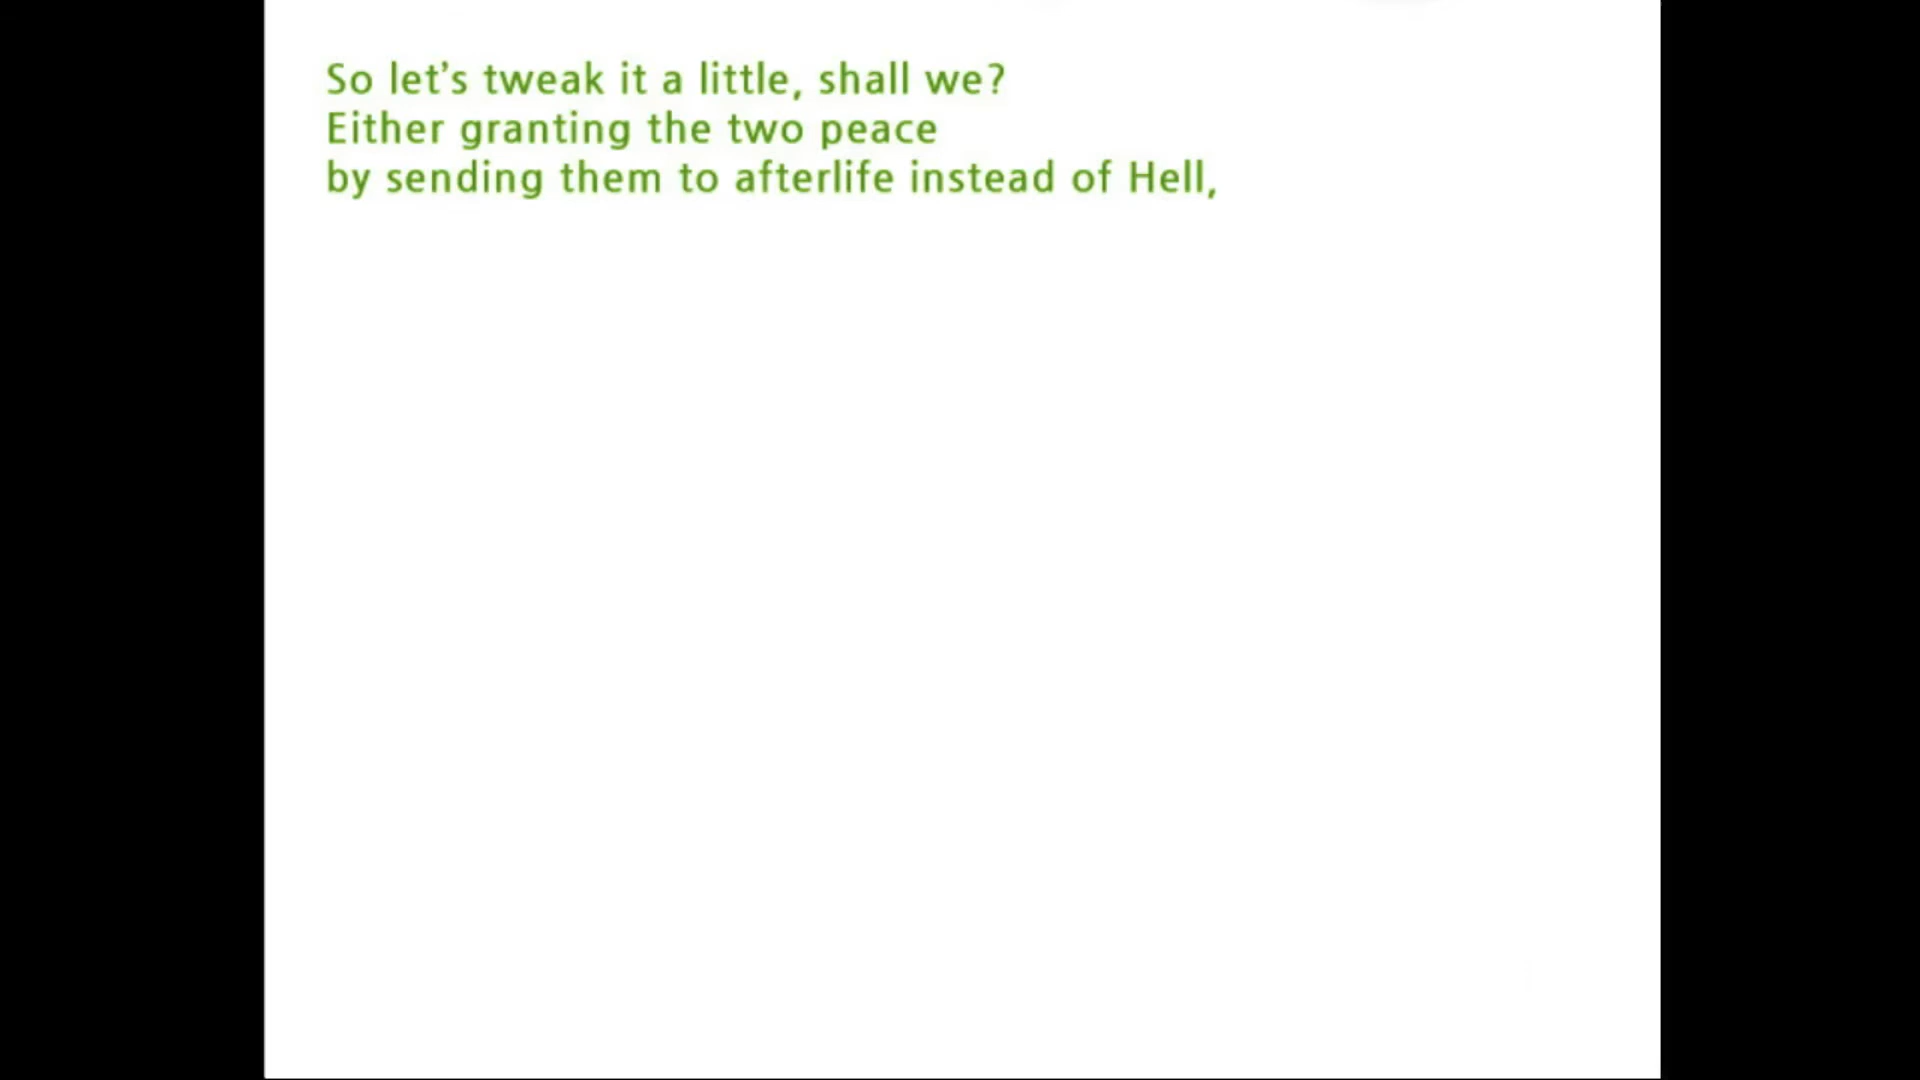 So let's tweak it a little, shall we?
Either granting the two peace
by sending them to afterlife instead of Hell,